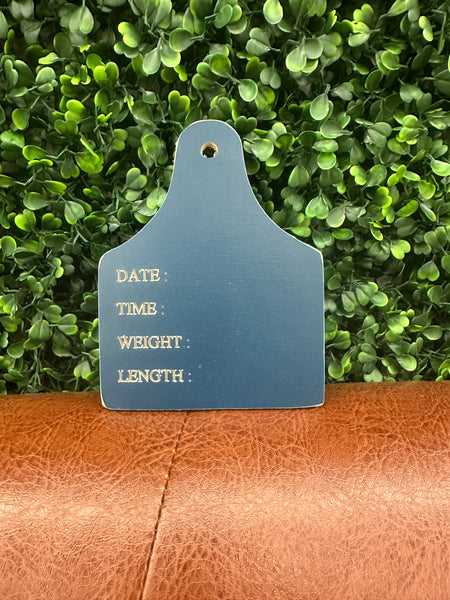 DATE :
TIME :
WEIGHT :
LENGTH :